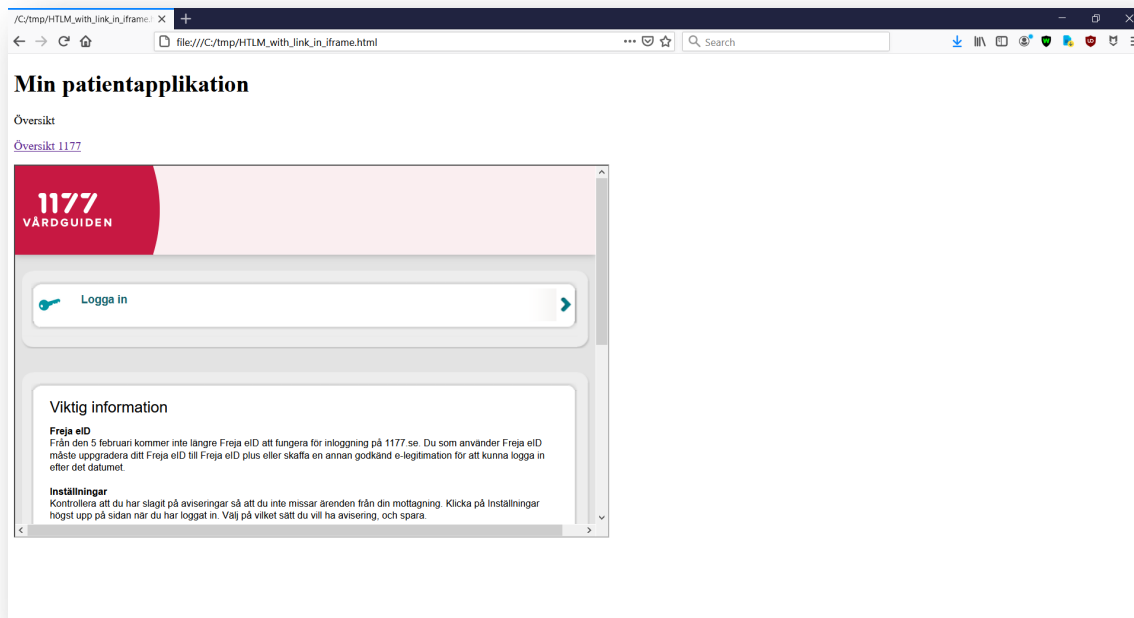 /C:/tmp/HTLM_with_link_in_iframe.h
file:///C:/tmp/HTLM_with_link_in_iframe.html
Search
Min patientapplikation
Översikt
Översikt 1177
1177
VÅRDGUIDEN
Logga in
Viktig information
Freja eID
Från den 5 februari kommer inte längre Freja eID att fungera för inloggning på 1177.se. Du som använder Freja eID
måste uppgradera ditt Freja eID till Freja eID plus eller skaffa en annan godkänd e-legitimation för att kunna logga in
efter det datumet.
Inställningar
Kontrollera att du har slagit på aviseringar så att du inte missar ärenden från din mottagning. Klicka på Inställningar
högst upp på sidan när du har loggat in. Välj på vilket sätt du vill ha avisering, och spara.